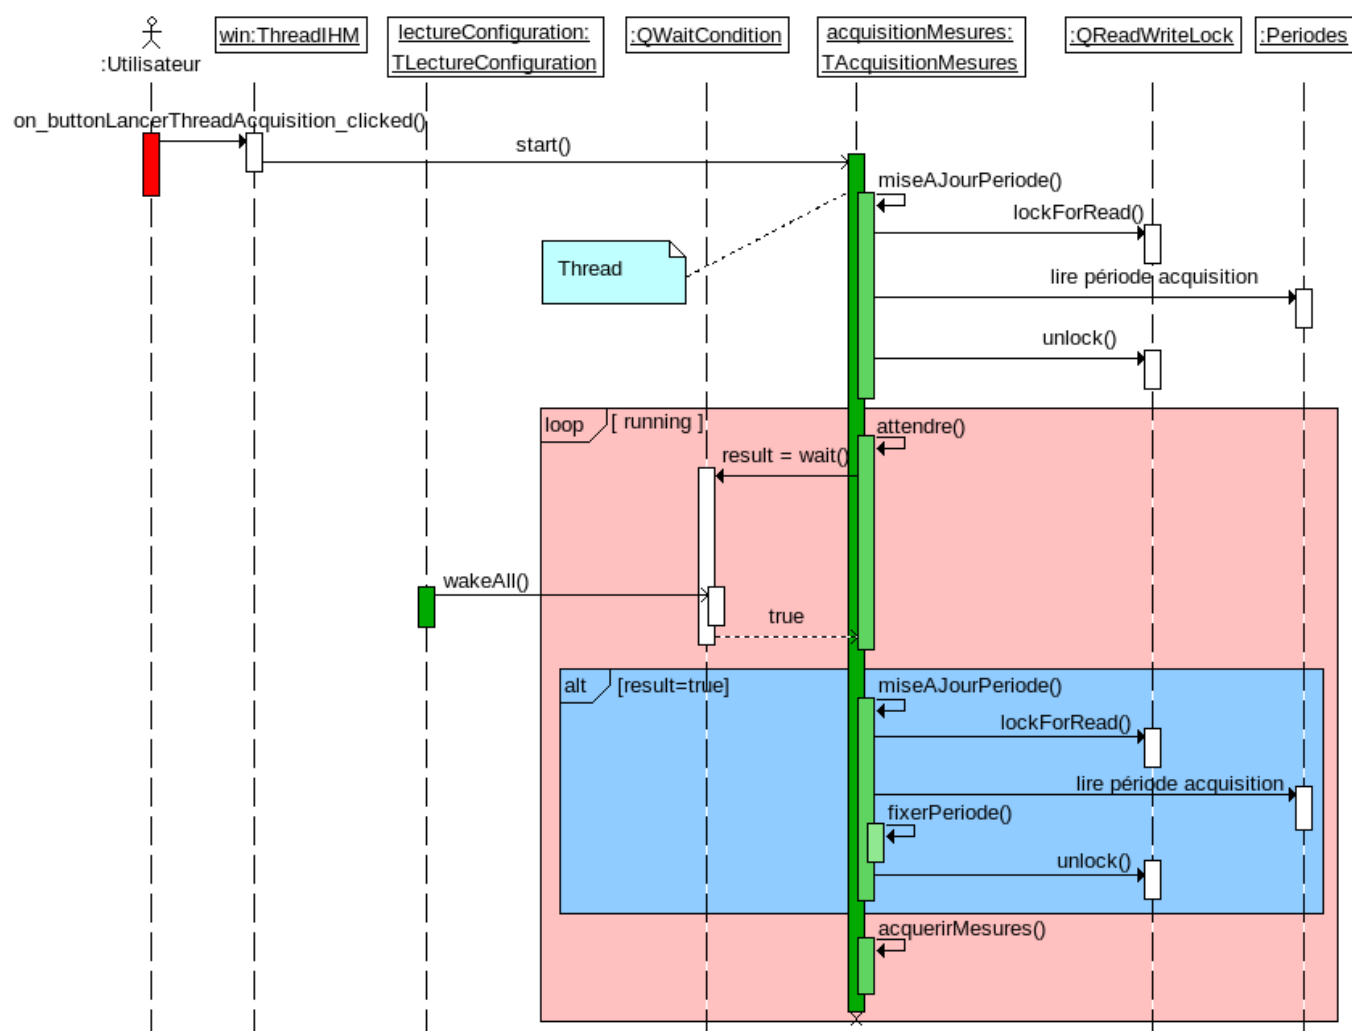 :Utilisateur
win:ThreadIHM
lectureConfiguration:
TLectureConfiguration
:QWaitCondition
acquisitionMesures:
TAcquisitionMesures
:QReadWriteLock
:Periodes
on_buttonLancerThreadAcquisition_clicked()
start()
miseAJourPeriode()
lockForRead()
Thread
lire période acquisition
unlock()
loop
[ running ]
attendre()
result = wait()
wakeAll()
true
alt
[result=true]
miseAJourPeriode()
lockForRead()
lire période acquisition
fixerPeriode()
unlock()
acquerirMesures()